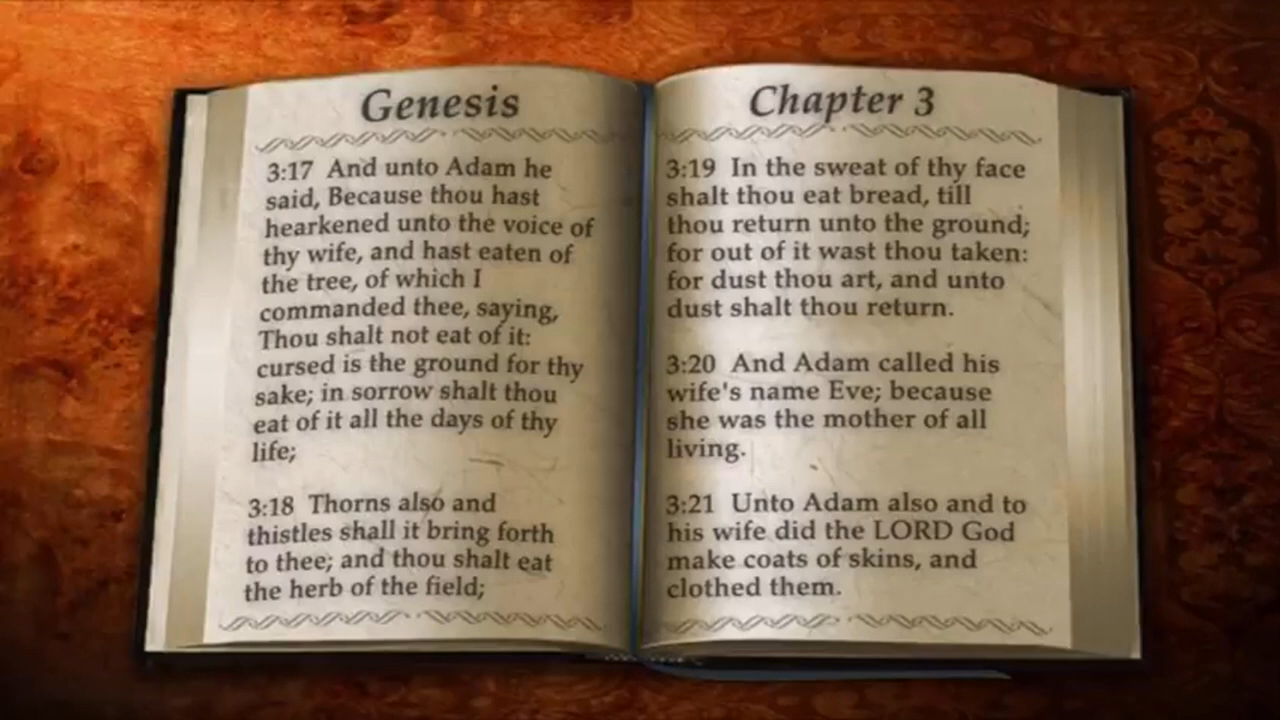 Genesis
3:17 And unto Adam he
said, Because thou hast
hearkened unto the voice of
thy wife, and hast eaten of
the tree, of which I
commanded thee, saying,
Thou shalt not eat of it:
cursed is the ground for thy
sake; in sorrow shalt thou
eat of it all the days of thy
life;
3:18 Thorns also and
thistles shall it bring forth
to thee; and thou shalt eat
the herb of the field;
Chapter 3
3:19 In the sweat of thy face
shalt thou eat bread, till
thou return unto the ground;
for out of it wast thou taken:
for dust thou art, and unto
dust shalt thou return.
3:20 And Adam called his
wife's name Eve; because
she was the mother of all
living.
3:21 Unto Adam also and to
his wife did the LORD God
make coats of skins, and
clothed them.